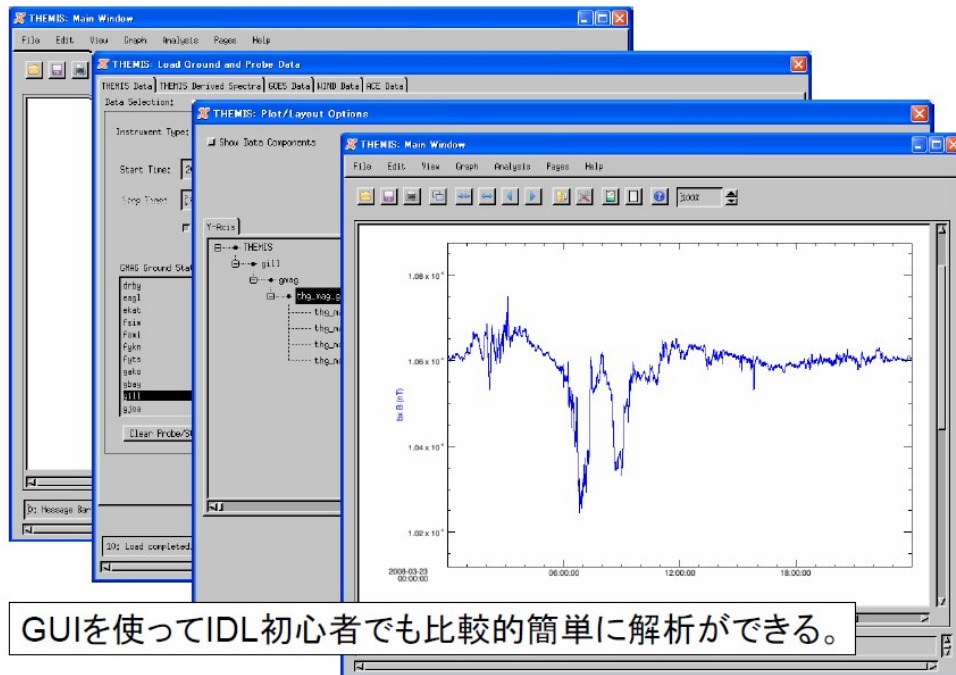 THEMIS: Main Window
File Edit View Graph Analysis Pages Help
THEMIS: Load Ground and Probe Data
THEMIS Data THEMIS Derived Spectra GOES Data WIND Data ACE Data
Data Selection:
Instrument Type:
Start Time:
Stop Time:
GMAG Ground Sta
drby
eagl
ekat
fsim
fsmi
fykn
fyts
gako
gbay
gill
gjoa
Clear Probe/S
0: Message Bar
10: Load completed.
THEMIS: Plot/Layout Options
Show Data Components
Y-Axis
THEMIS
gill
gmag
thg_mag_g
thg_ma
thg_ma
thg_ma
thg_ma
THEMIS: Main Window
File Edit View Graph Analysis Pages Help
100%
1.08 x 10⁴
1.06 x 10⁴
1.04 x 10⁴
1.02 x 10⁴
bx B (nT)
2008-03-23
00:00:00
06:00:00
12:00:00
18:00:00
GUIを使ってIDL初心者でも比較的簡単に解析ができる。